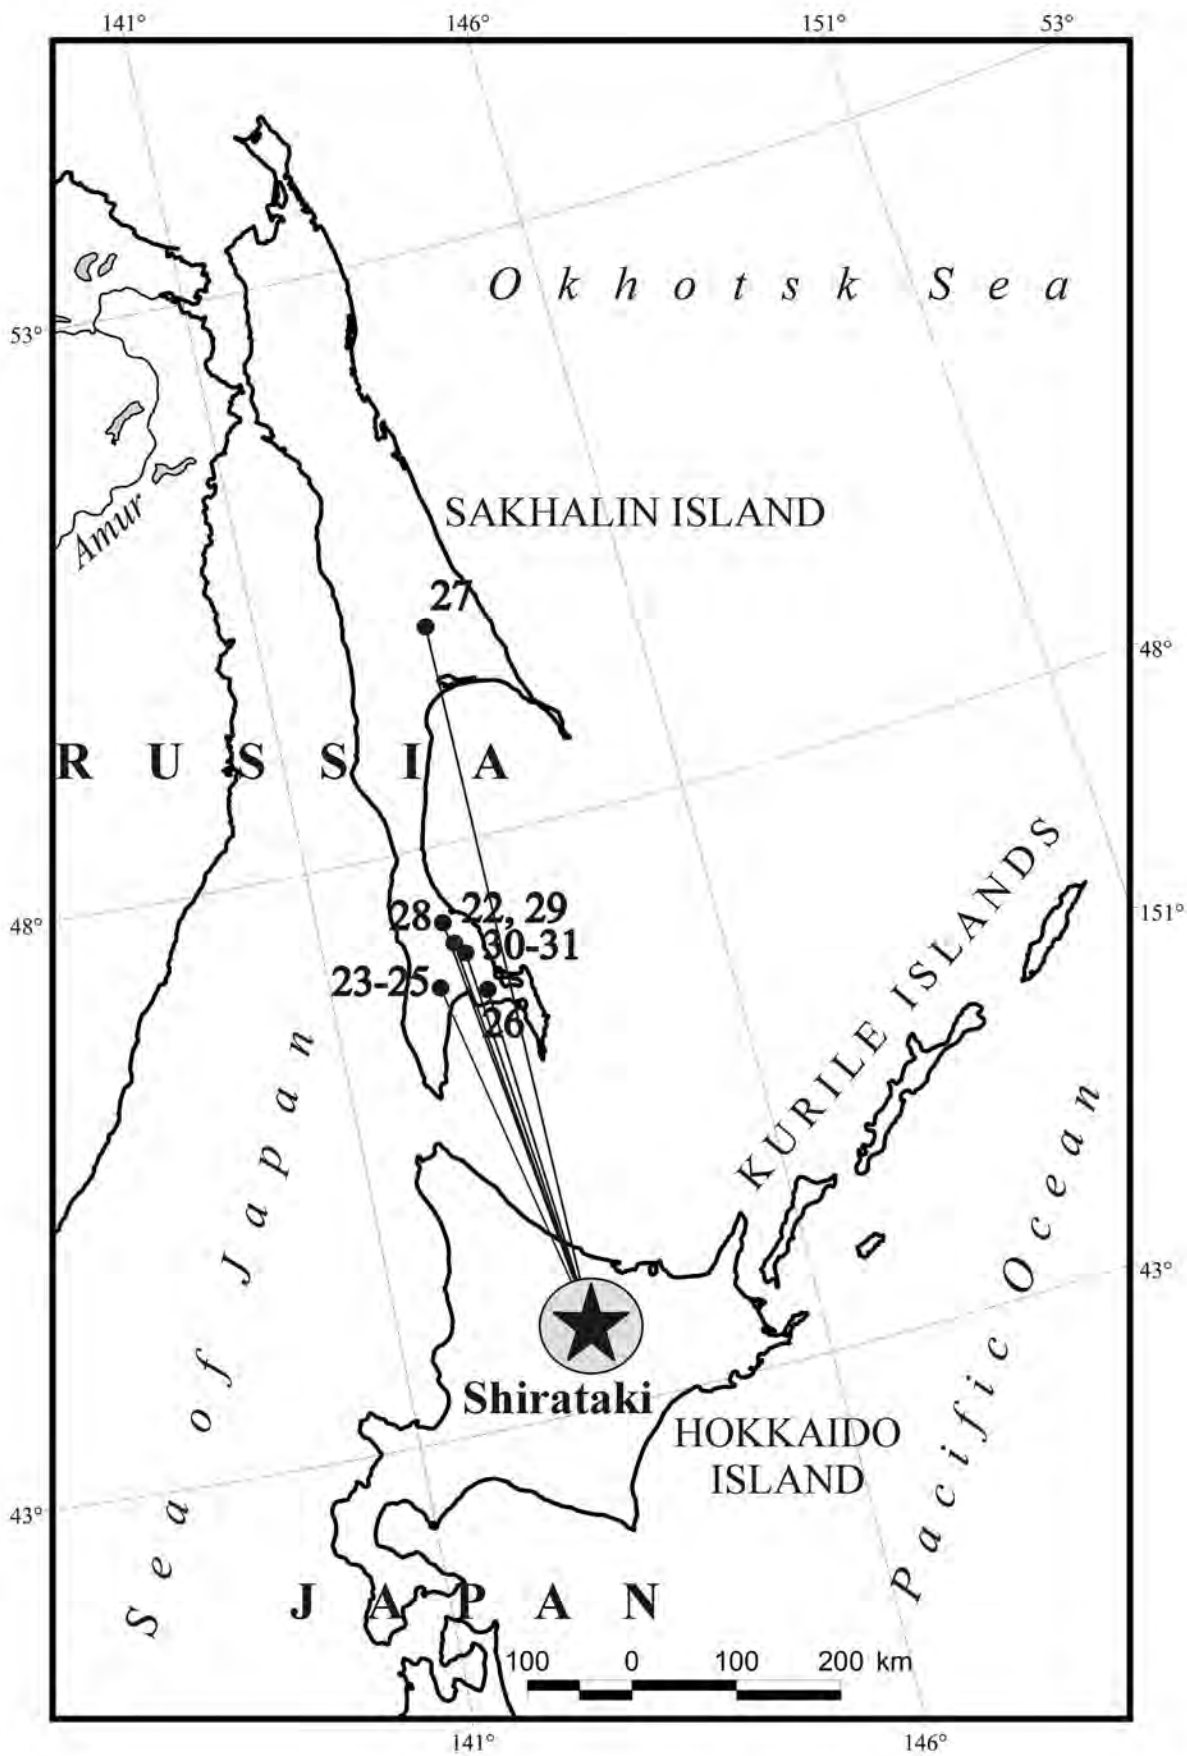 141° 146° 151° 53°
Okhotsk Sea
53°
SAKHALIN ISLAND
Amur
27
48°
RUSSIA
KURILE ISLANDS
28 22, 29
151°
48°
30-31
23-25
26
Sea of Japan
Pacific Ocean
43°
Shirataki
HOKKAIDO
ISLAND
43°
JAPAN
100 0 100 200 km
141° 146°